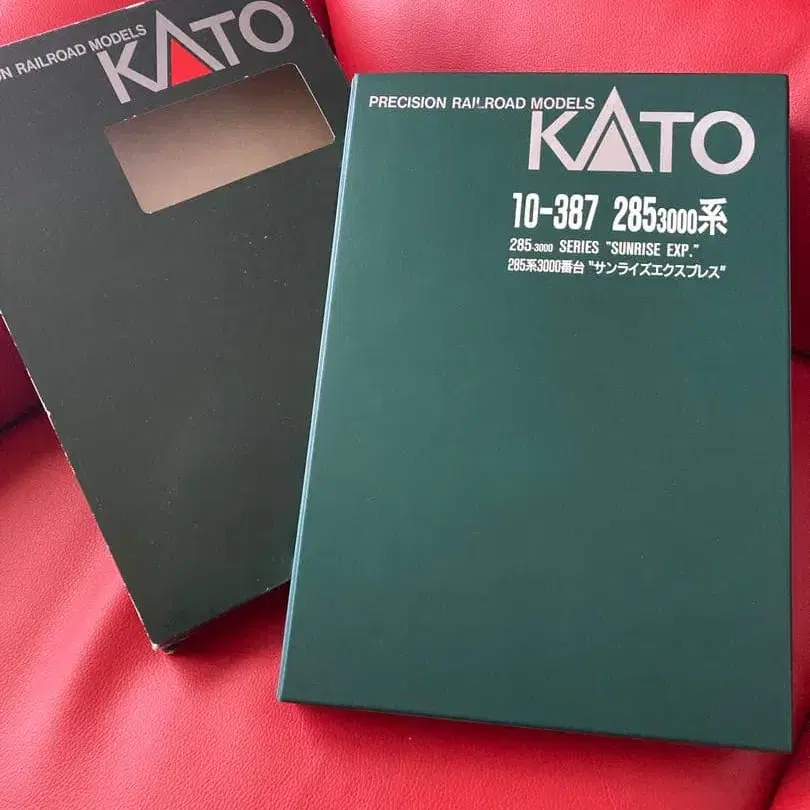 ON RAILROAD MODELS
KATO
PRECISION RAILROAD MODELS
KATO
10-387 2853000系
285-3000 SERIES "SUNRISE EXP."
285系3000番台 "サンライズエクスプレス"